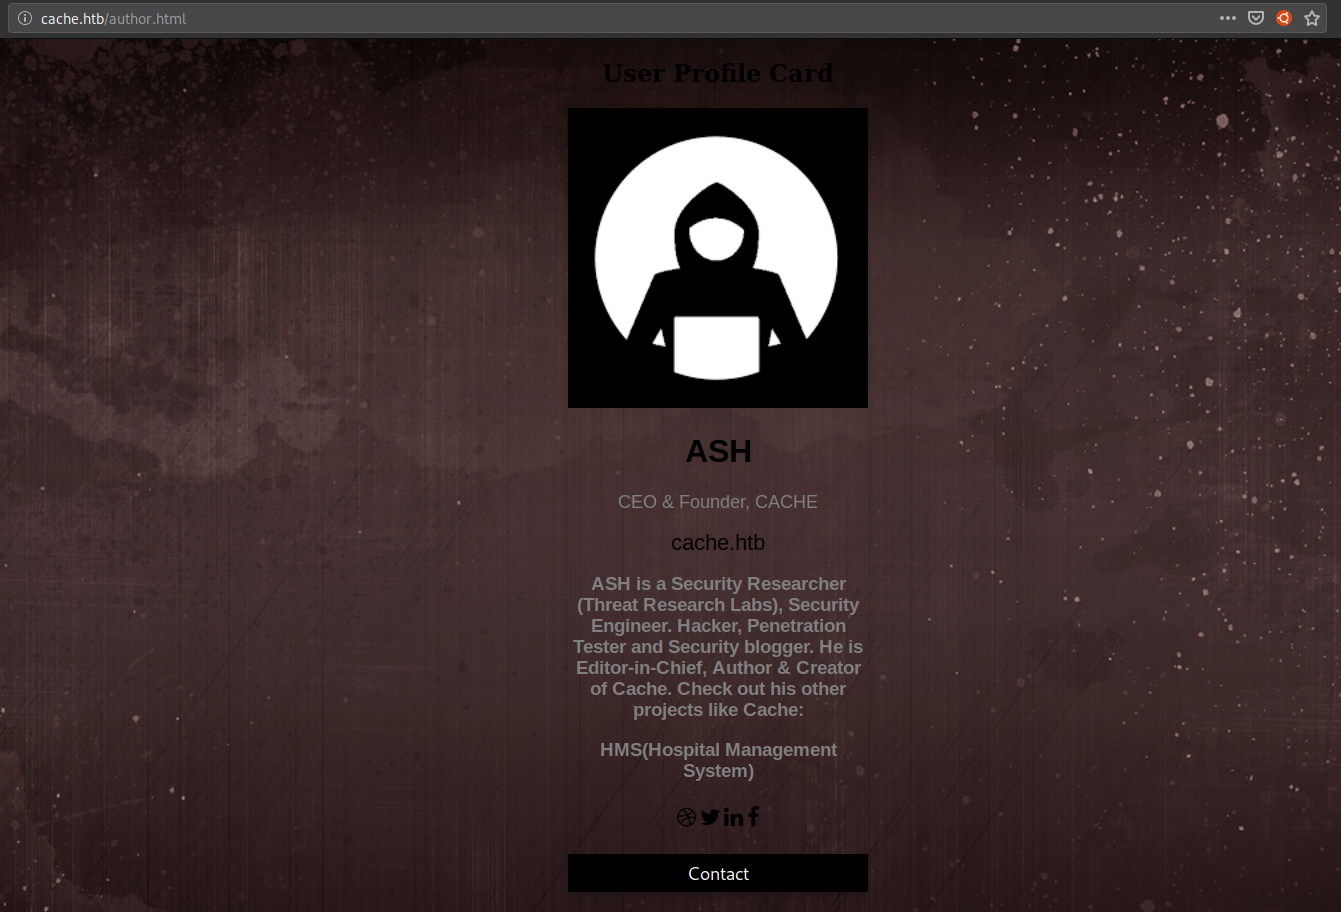 cache.htb/author.html
User Profile Card
ASH
CEO & Founder, CACHE
cache.htb
ASH is a Security Researcher
(Threat Research Labs), Security
Engineer. Hacker, Penetration
Tester and Security blogger. He is
Editor-in-Chief, Author & Creator
of Cache. Check out his other
projects like Cache:
HMS(Hospital Management
System)
Contact